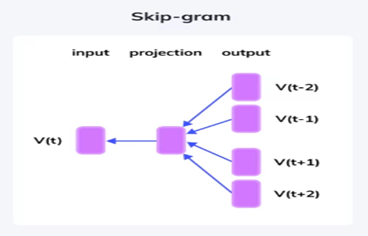 Skip-gram
input projection output
V(t-2)
V(t-1)
V(t)
V(t+1)
V(t+2)